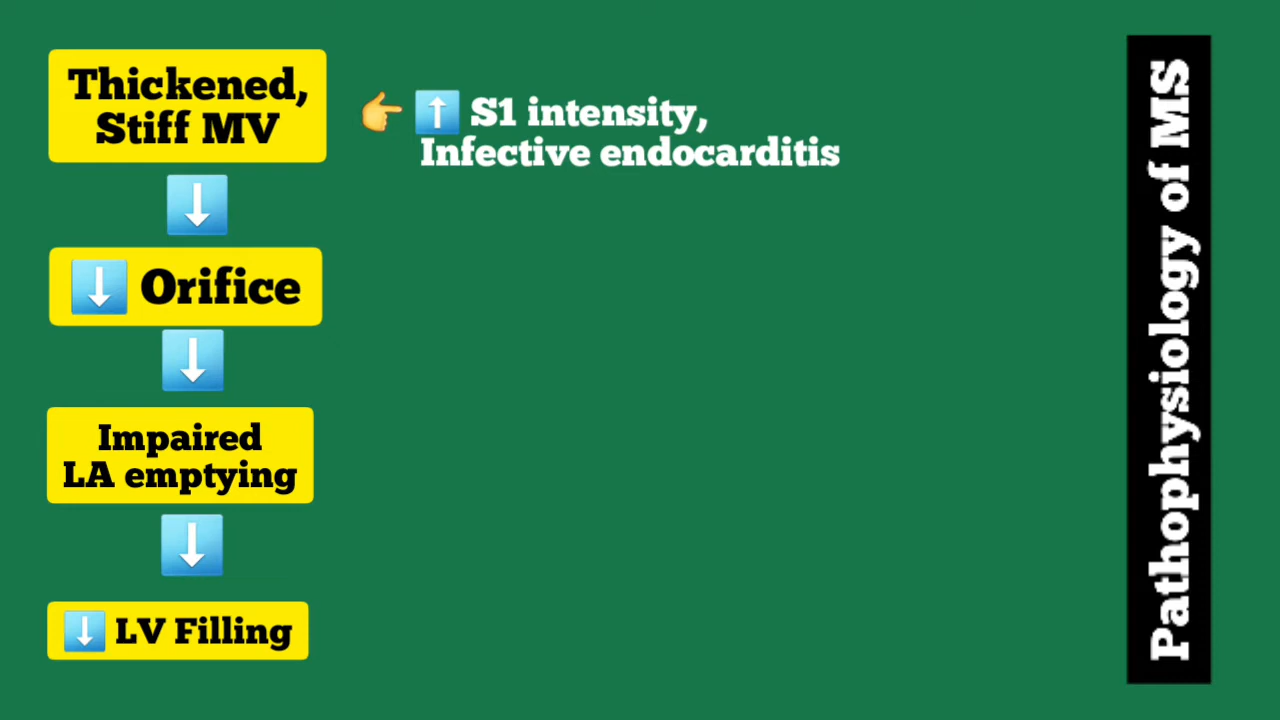 Thickened,
Stiff MV
👉 ⬆️ S1 intensity,
Infective endocarditis
⬇️
⬇️ Orifice
⬇️
Impaired
LA emptying
⬇️
⬇️ LV Filling
Pathophysiology of MS